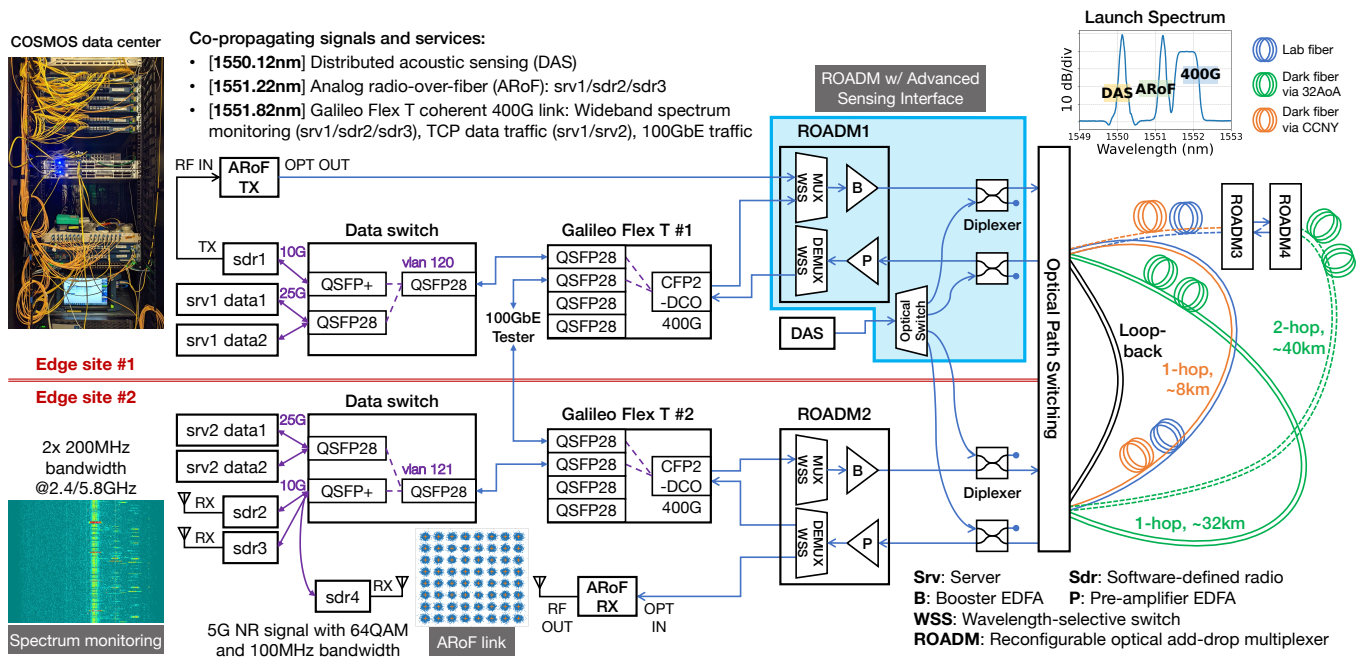 COSMOS data center
Co-propagating signals and services:
• [1550.12nm] Distributed acoustic sensing (DAS)
• [1551.22nm] Analog radio-over-fiber (ARoF): srv1/sdr2/sdr3
• [1551.82nm] Galileo Flex T coherent 400G link: Wideband spectrum
monitoring (srv1/sdr2/sdr3), TCP data traffic (srv1/srv2), 100GbE traffic
ROADM w/ Advanced
Sensing Interface
Launch Spectrum
10 dB/div
DAS
ARoF
400G
1549
1550
1551
1552
1553
Wavelength (nm)
Lab fiber
Dark fiber
via 32AoA
Dark fiber
via CCNY
RF IN
ARoF
TX
OPT OUT
ROADM1
MUX
WSS
B
DEMUX
WSS
P
Diplexer
Optical
Switch
DAS
TX
sdr1
10G
srv1 data1
25G
srv1 data2
Data switch
QSFP+
QSFP28
vlan 120
QSFP28
Galileo Flex T #1
QSFP28
QSFP28
QSFP28
QSFP28
CFP2
-DCO
400G
100GbE
Tester
Optical Path Switching
ROADM3
ROADM4
Loop-
back
1-hop,
~8km
2-hop,
~40km
1-hop, ~32km
Edge site #1
Edge site #2
2x 200MHz
bandwidth
@2.4/5.8GHz
Spectrum monitoring
srv2 data1
25G
srv2 data2
RX
sdr2
10G
RX
sdr3
Data switch
QSFP28
QSFP+
vlan 121
QSFP28
Galileo Flex T #2
QSFP28
QSFP28
QSFP28
QSFP28
CFP2
-DCO
400G
ROADM2
MUX
WSS
B
DEMUX
WSS
P
Diplexer
sdr4
RX
5G NR signal with 64QAM
and 100MHz bandwidth
ARoF link
RF
OUT
ARoF
RX
OPT
IN
Srv: Server
Sdr: Software-defined radio
B: Booster EDFA
P: Pre-amplifier EDFA
WSS: Wavelength-selective switch
ROADM: Reconfigurable optical add-drop multiplexer